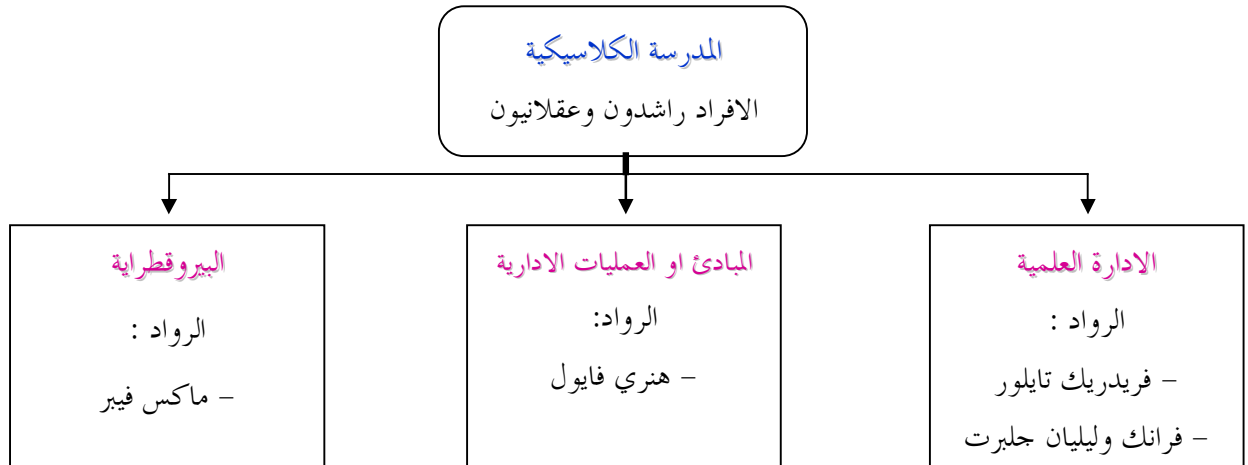 المدرسة الكلاسيكية
الافراد راشدون وعقلانيون
الادارة العلمية
الرواد :
– فريدريك تايلور
– فرانك وليليان جلبرت
المبادئ او العمليات الادارية
الرواد:
– هنري فايول
البيروقطراية
الرواد :
– ماكس فيبر